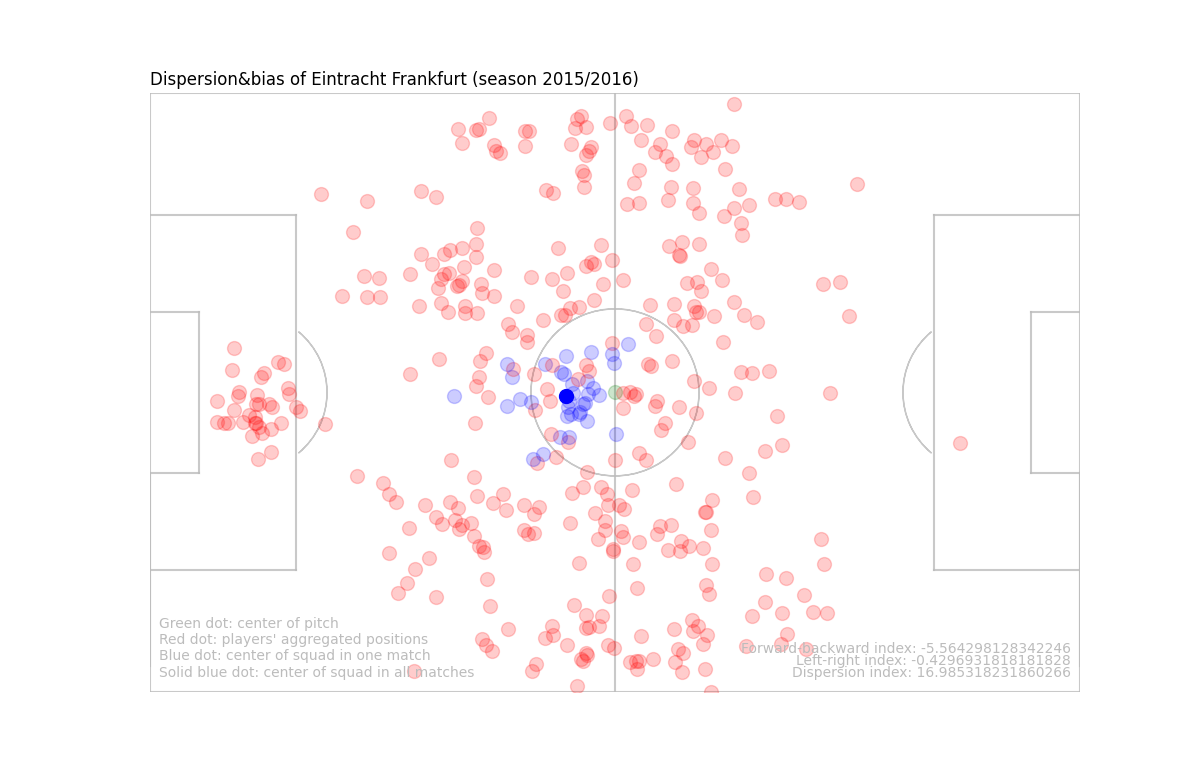 Dispersion&bias of Eintracht Frankfurt (season 2015/2016)
Green dot: center of pitch
Red dot: players' aggregated positions
Blue dot: center of squad in one match
Solid blue dot: center of squad in all matches
Forward-backward index: -5.564298128342246
Left-right index: -0.42969318181818​28
Dispersion index: 16.985318231860266